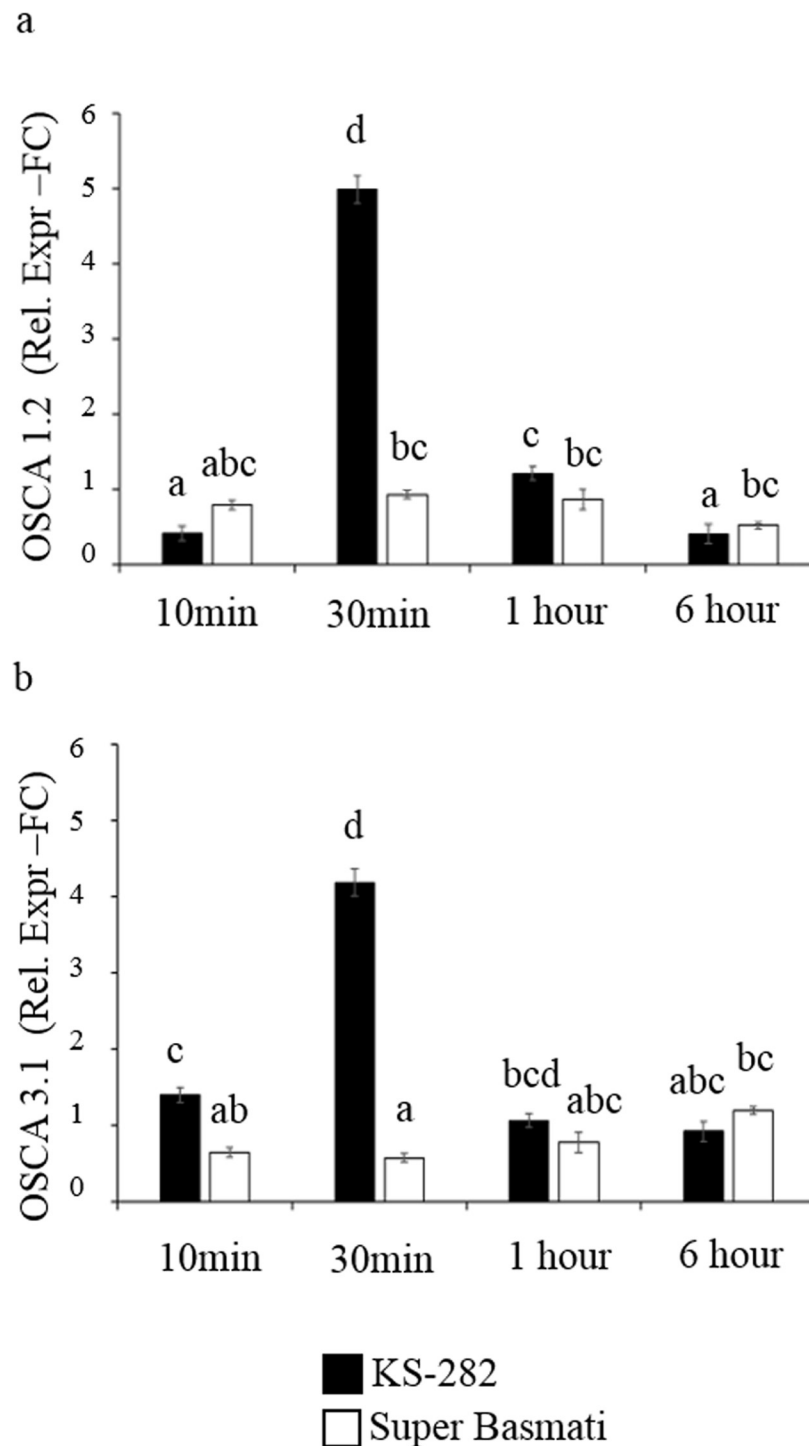 a
OSCA 1.2 (Rel. Expr –FC)
6
5
4
3
2
1
0
a
abc
d
bc
c
bc
a
bc
10min
30min
1 hour
6 hour
b
OSCA 3.1 (Rel. Expr –FC)
6
5
4
3
2
1
0
c
ab
d
a
bcd
abc
abc
bc
10min
30min
1 hour
6 hour
KS-282
Super Basmati